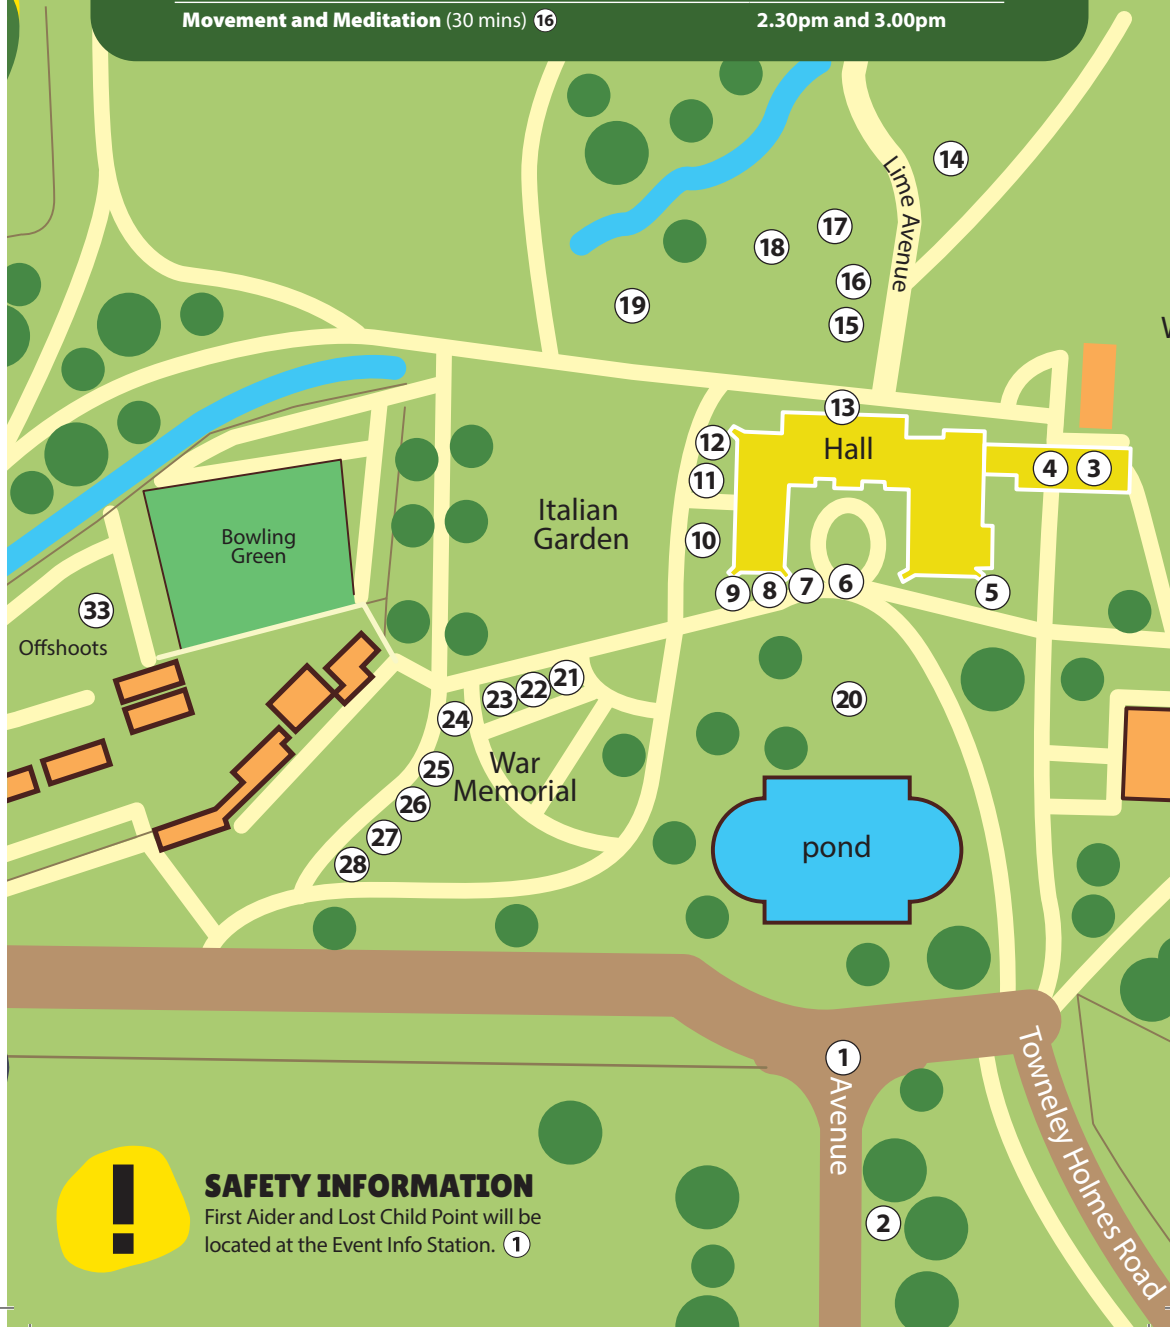 Movement and Meditation (30 mins) 16 2.30pm and 3.00pm
14
Lime Avenue
17
18
16
19
15
13
12
Hall
4 3
11
Italian
Garden
10
Bowling
Green
9 8 7 6 5
33
Offshoots
21
22
23
24
20
War
Memorial
25
26
27
28
pond
1
Avenue
Towneley Holmes Road
2
SAFETY INFORMATION
First Aider and Lost Child Point will be
located at the Event Info Station. 1